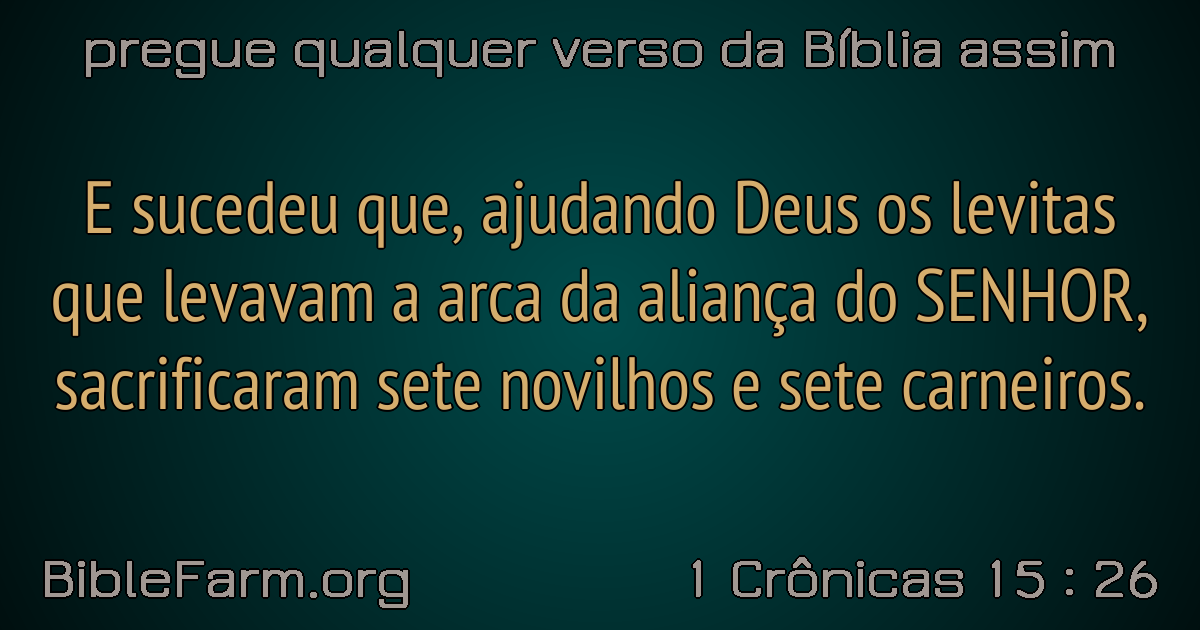 pregue qualquer verso da Bíblia assim
E sucedeu que, ajudando Deus os levitas
que levavam a arca da aliança do SENHOR,
sacrificaram sete novilhos e sete carneiros.
BibleFarm.org
1 Crônicas 15 : 26